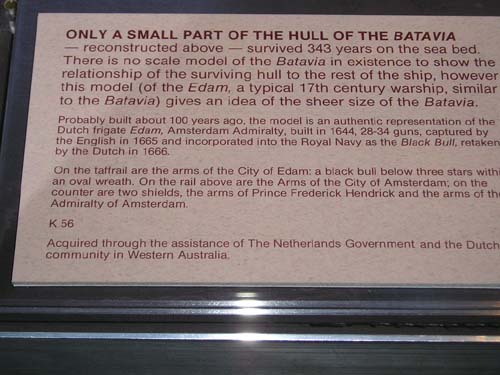 ONLY A SMALL PART OF THE HULL OF THE BATAVIA
— reconstructed above — survived 343 years on the sea bed.
There is no scale model of the Batavia in existence to show the
relationship of the surviving hull to the rest of the ship, however
this model (of the Edam, a typical 17th century warship, similar
to the Batavia) gives an idea of the sheer size of the Batavia.
Probably built about 100 years ago, the model is an authentic representation of the
Dutch frigate Edam, Amsterdam Admiralty, built in 1644, 28-34 guns, captured by
the English in 1665 and incorporated into the Royal Navy as the Black Bull, retaken
by the Dutch in 1666.
On the taffrail are the arms of the City of Edam: a black bull below three stars withi
an oval wreath. On the rail above are the Arms of the City of Amsterdam; on the
counter are two shields, the arms of Prince Frederick Hendrick and the arms of the
Admiralty of Amsterdam.
K.56
Acquired through the assistance of The Netherlands Government and the Dutch
community in Western Australia.